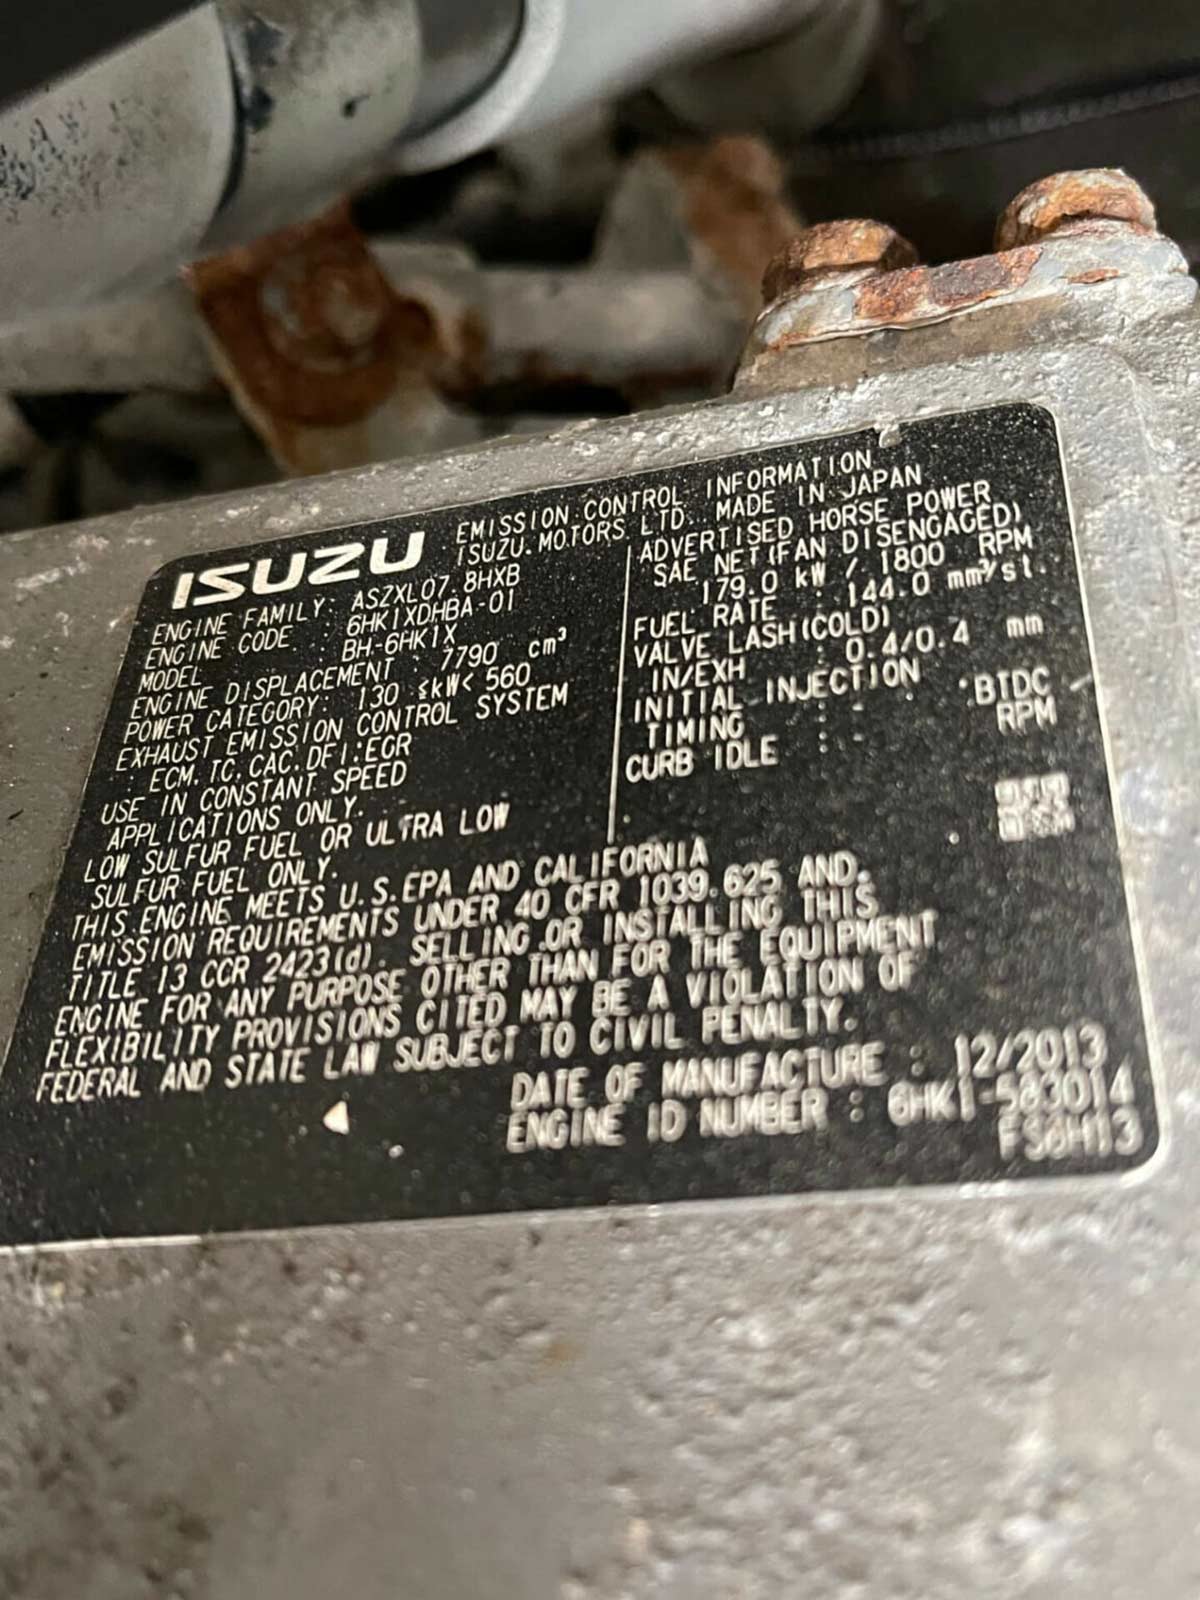 ISUZU
EMISSION CONTROL INFORMATION
ISUZU MOTORS LTD. MADE IN JAPAN
ENGINE FAMILY: ASZXL07.8HXB
ENGINE CODE : 6HK1XDHBA-01
MODEL : BH-6HK1X
ENGINE DISPLACEMENT : 7790 cm³
POWER CATEGORY: 130 ≤kW< 560
EXHAUST EMISSION CONTROL SYSTEM
: ECM, TC, CAC, DFI, EGR
USE IN CONSTANT SPEED
APPLICATIONS ONLY.
LOW SULFUR FUEL OR ULTRA LOW
SULFUR FUEL ONLY.
ADVERTISED HORSE POWER
SAE NET(FAN DISENGAGED)
179.0 kW / 1800 RPM
FUEL RATE : 144.0 mm³/st.
VALVE LASH(COLD)
IN/EXH : 0.4/0.4 mm
INITIAL INJECTION
TIMING : - °BTDC
CURB IDLE : - RPM
THIS ENGINE MEETS U.S.EPA AND CALIFORNIA
EMISSION REQUIREMENTS UNDER 40 CFR 1039.625 AND
TITLE 13 CCR 2423(d). SELLING OR INSTALLING THIS
ENGINE FOR ANY PURPOSE OTHER THAN FOR THE EQUIPMENT
FLEXIBILITY PROVISIONS CITED MAY BE A VIOLATION OF
FEDERAL AND STATE LAW SUBJECT TO CIVIL PENALTY.
DATE OF MANUFACTURE : 12/2013
ENGINE ID NUMBER : 6HK1-583014